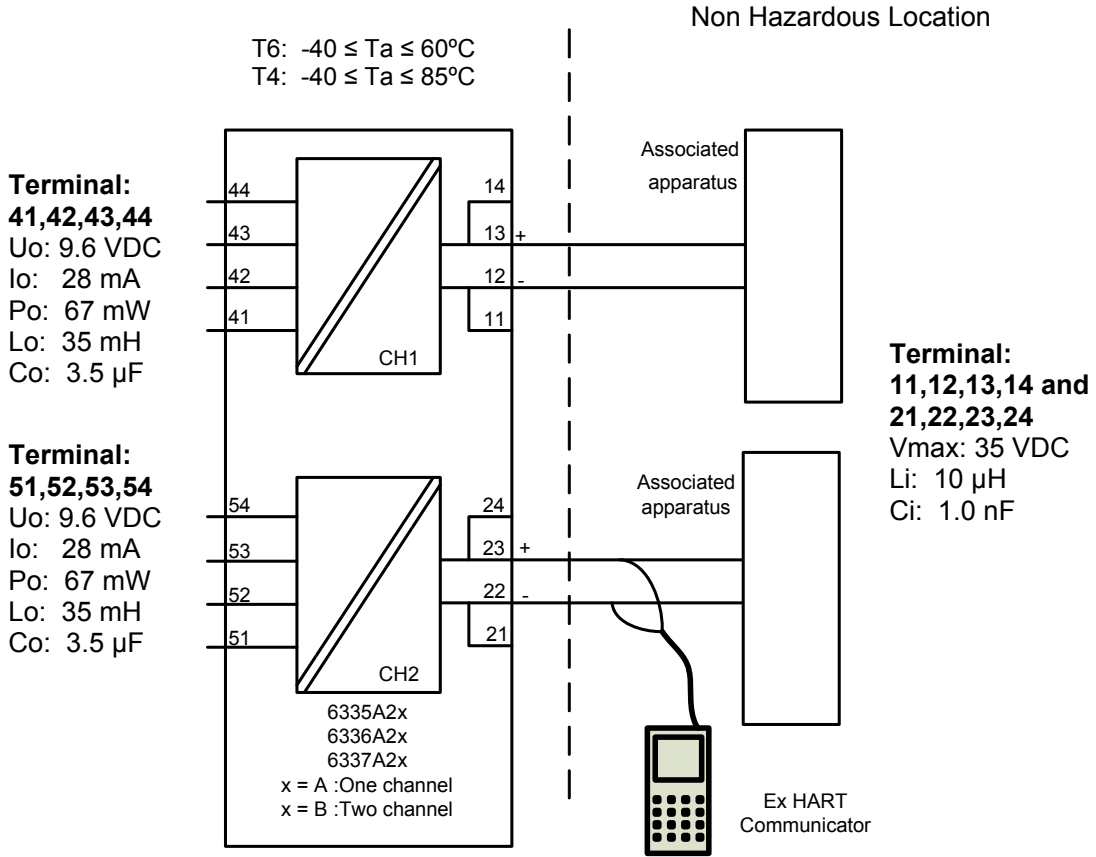 Non Hazardous Location
T6: -40 ≤ Ta ≤ 60ºC
T4: -40 ≤ Ta ≤ 85ºC
Terminal:
41,42,43,44
Uo: 9.6 VDC
Io: 28 mA
Po: 67 mW
Lo: 35 mH
Co: 3.5 µF
44
43
42
41
CH1
14
13 +
12 -
11
Associated
apparatus
Terminal:
11,12,13,14 and
21,22,23,24
Vmax: 35 VDC
Li: 10 µH
Ci: 1.0 nF
Terminal:
51,52,53,54
Uo: 9.6 VDC
Io: 28 mA
Po: 67 mW
Lo: 35 mH
Co: 3.5 µF
54
53
52
51
CH2
24
23 +
22 -
21
Associated
apparatus
6335A2x
6336A2x
6337A2x
x = A :One channel
x = B :Two channel
Ex HART
Communicator